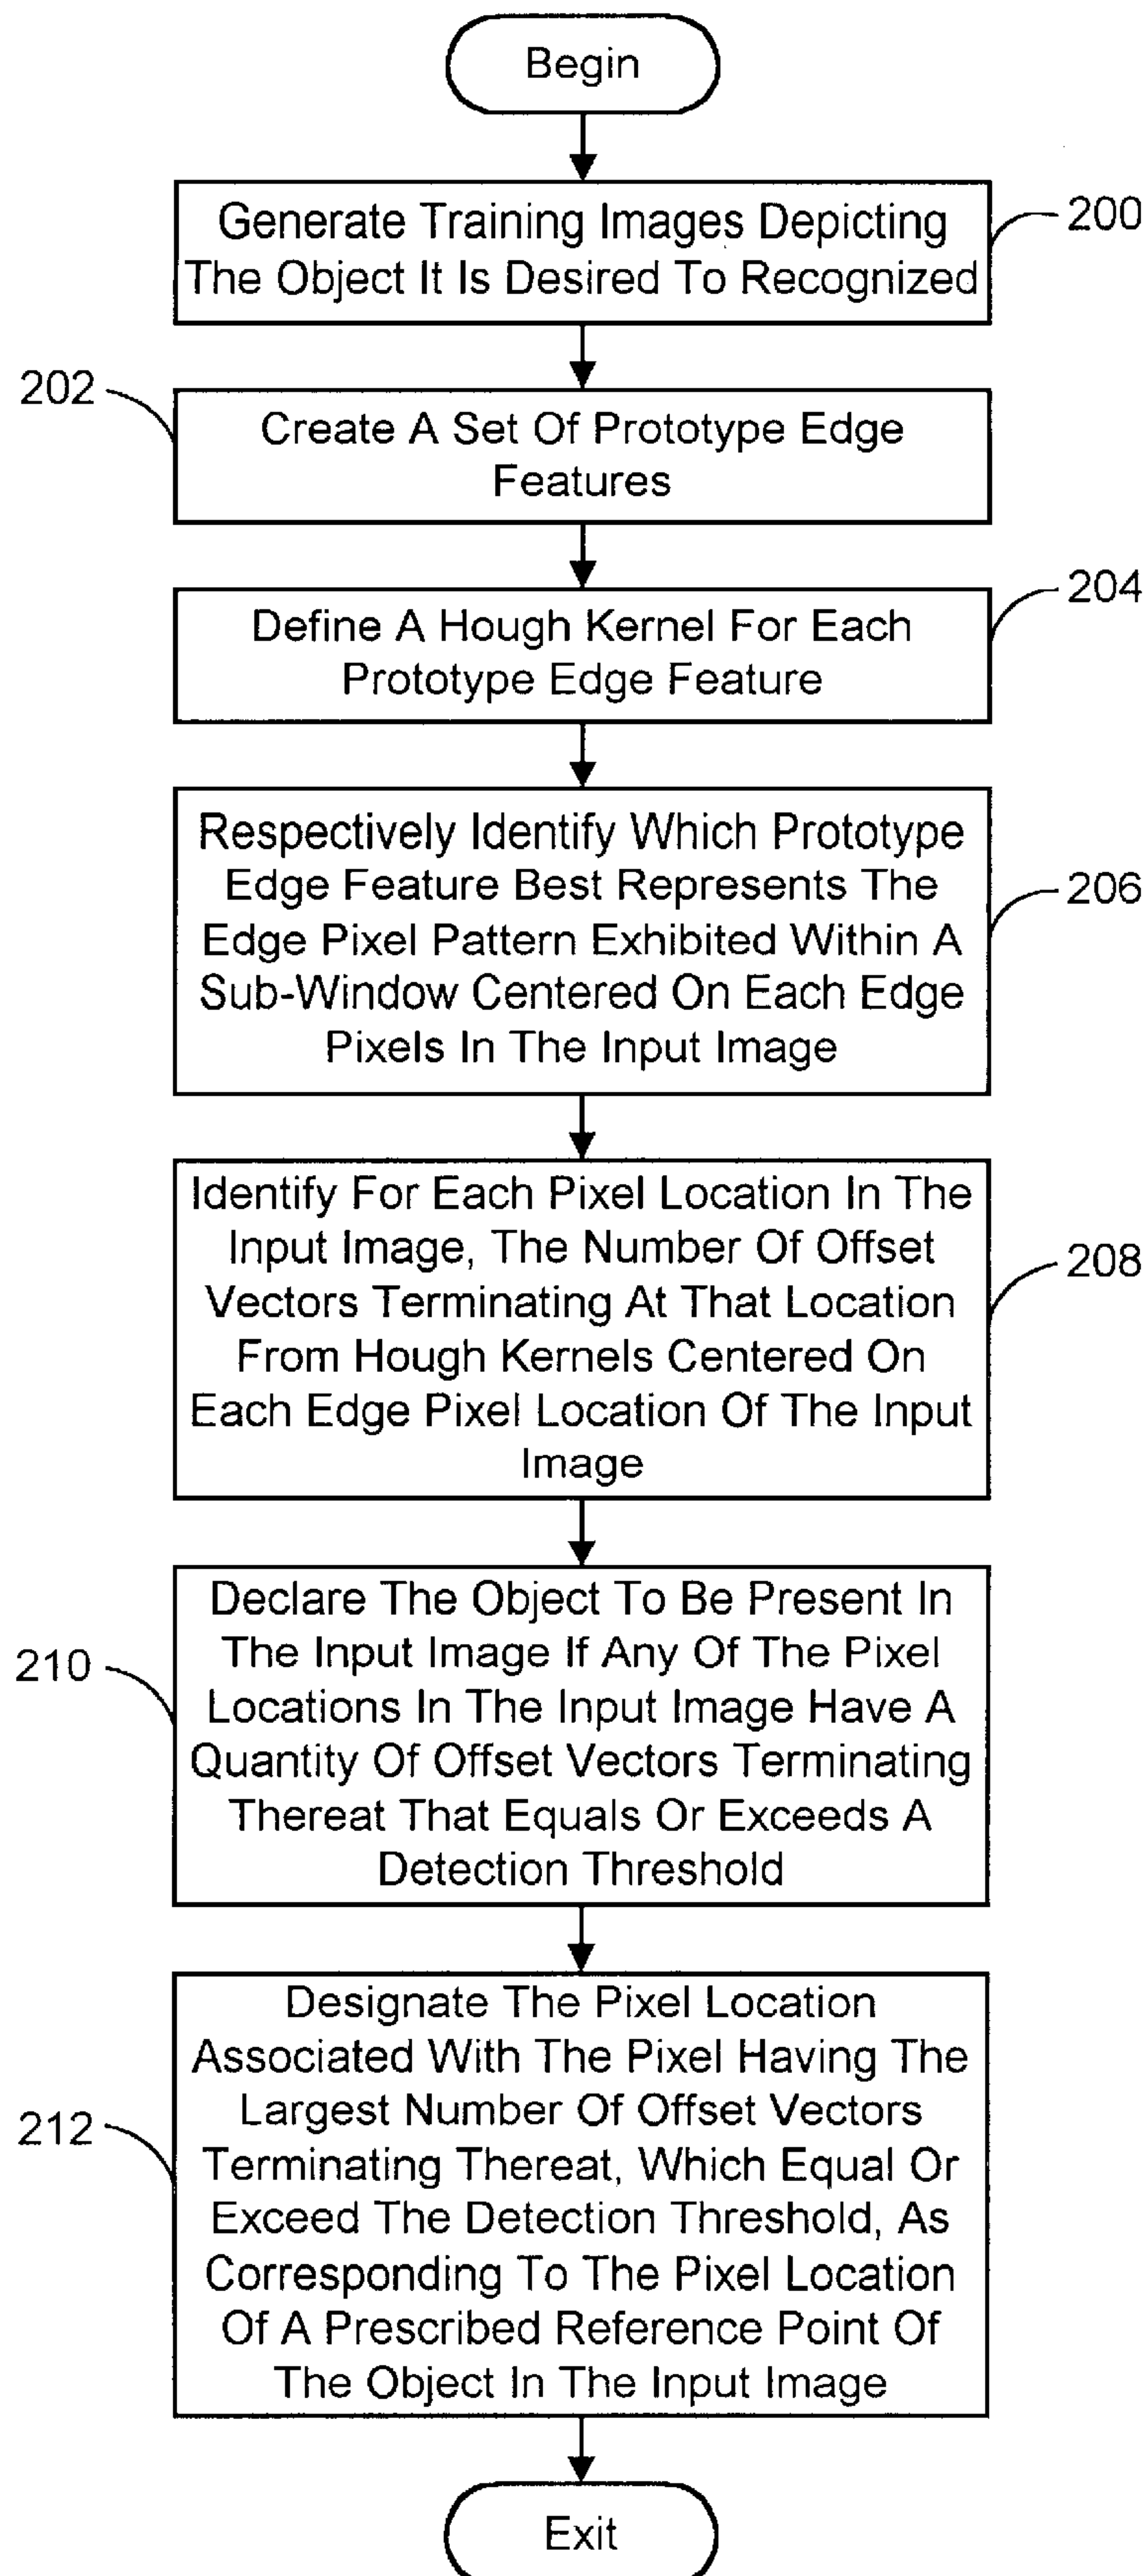 Begin
Generate Training Images Depicting
The Object It Is Desired To Recognized
200
202
Create A Set Of Prototype Edge
Features
204
Define A Hough Kernel For Each
Prototype Edge Feature
Respectively Identify Which Prototype
Edge Feature Best Represents The
Edge Pixel Pattern Exhibited Within A
Sub-Window Centered On Each Edge
Pixels In The Input Image
206
Identify For Each Pixel Location In The
Input Image, The Number Of Offset
Vectors Terminating At That Location
From Hough Kernels Centered On
Each Edge Pixel Location Of The Input
Image
208
210
Declare The Object To Be Present In
The Input Image If Any Of The Pixel
Locations In The Input Image Have A
Quantity Of Offset Vectors Terminating
Thereat That Equals Or Exceeds A
Detection Threshold
212
Designate The Pixel Location
Associated With The Pixel Having The
Largest Number Of Offset Vectors
Terminating Thereat, Which Equal Or
Exceed The Detection Threshold, As
Corresponding To The Pixel Location
Of A Prescribed Reference Point Of
The Object In The Input Image
Exit